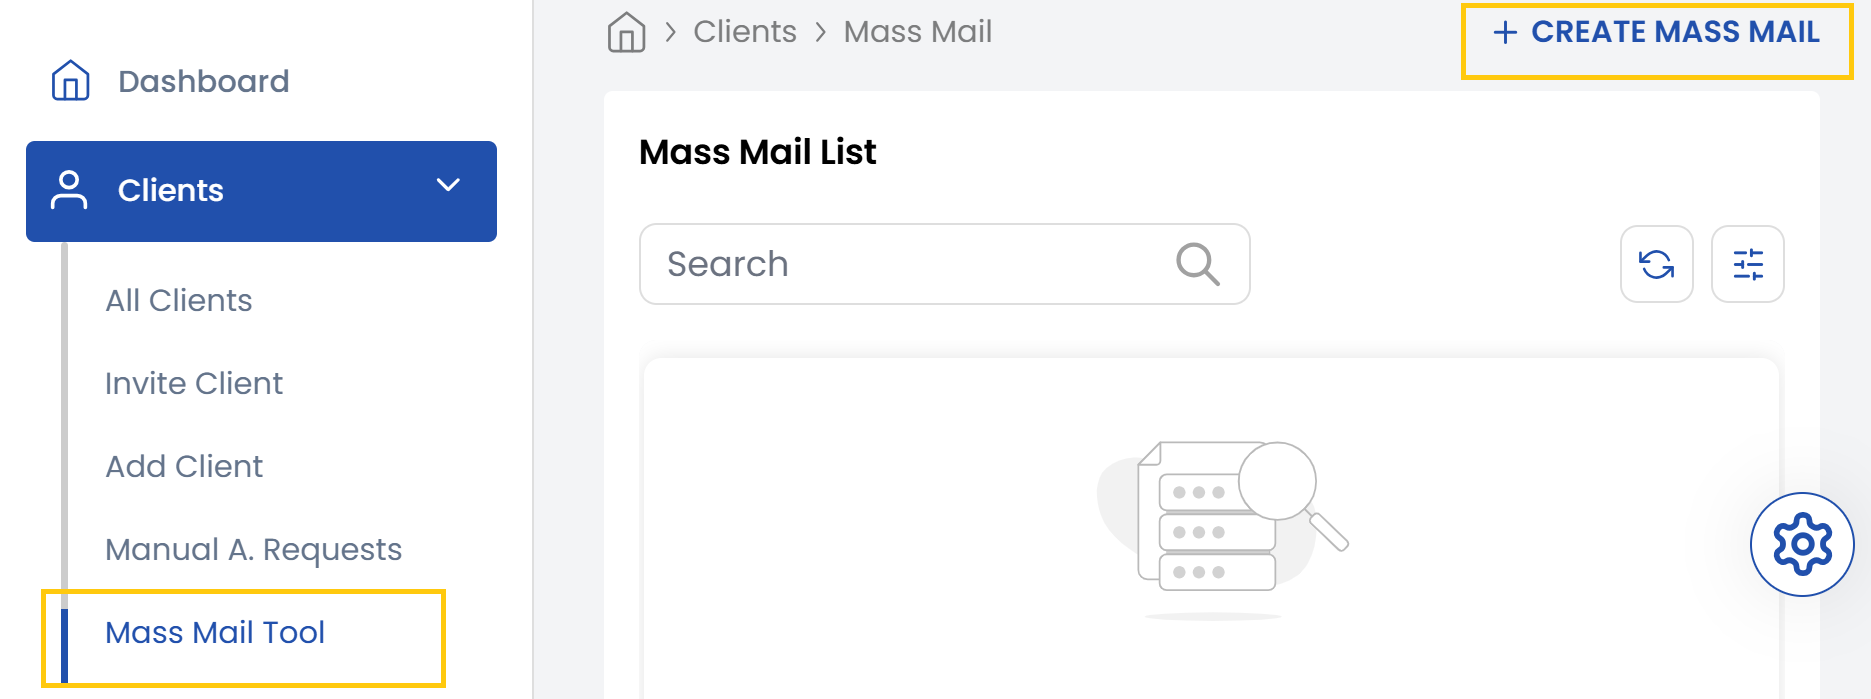 Dashboard
Clients
All Clients
Invite Client
Add Client
Manual A. Requests
Mass Mail Tool
Clients
Mass Mail
+ CREATE MASS MAIL
Mass Mail List
Search